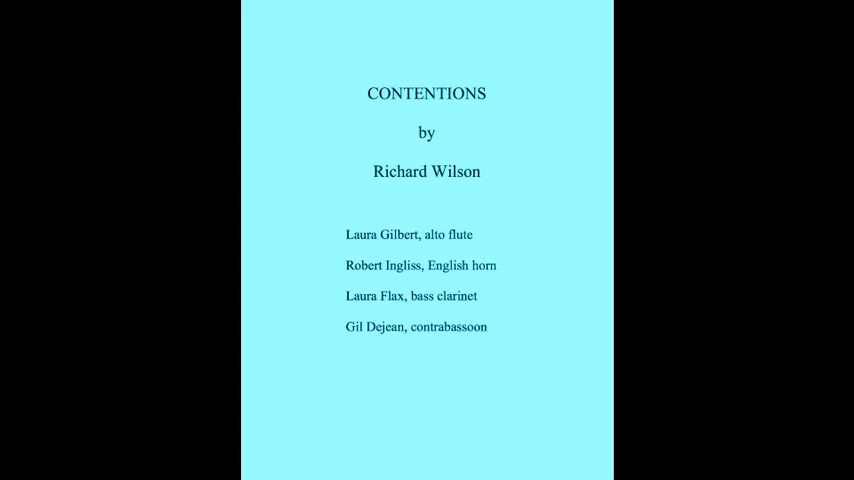 CONTENTIONS
by
Richard Wilson
Laura Gilbert, alto flute
Robert Ingliss, English horn
Laura Flax, bass clarinet
Gil Dejean, contrabassoon